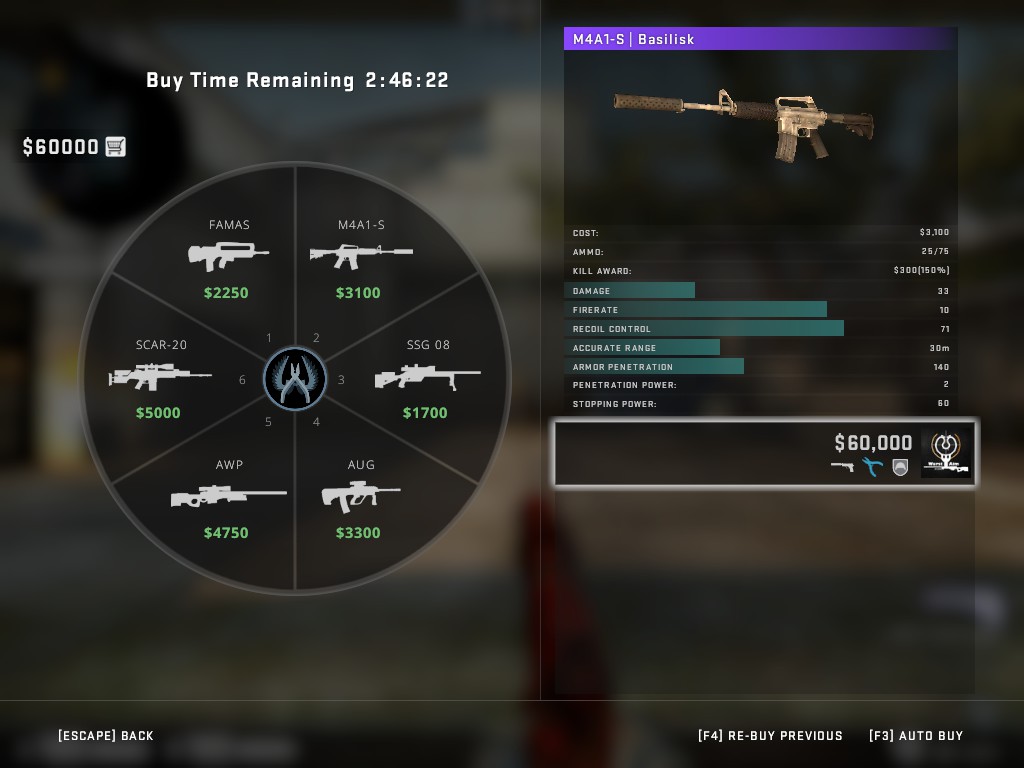 Buy Time Remaining 2:46:22
$60000
FAMAS
$2250
M4A1-S
$3100
SCAR-20
$5000
SSG 08
$1700
AWP
$4750
AUG
$3300
1
2
3
4
5
6
M4A1-S | Basilisk
COST: $3,100
AMMO: 25/75
KILL AWARD: $300(150%)
DAMAGE 33
FIRERATE 10
RECOIL CONTROL 71
ACCURATE RANGE 30m
ARMOR PENETRATION 140
PENETRATION POWER: 2
STOPPING POWER: 60
$60,000
Worst Aim
[ESCAPE] BACK
[F4] RE-BUY PREVIOUS
[F3] AUTO BUY